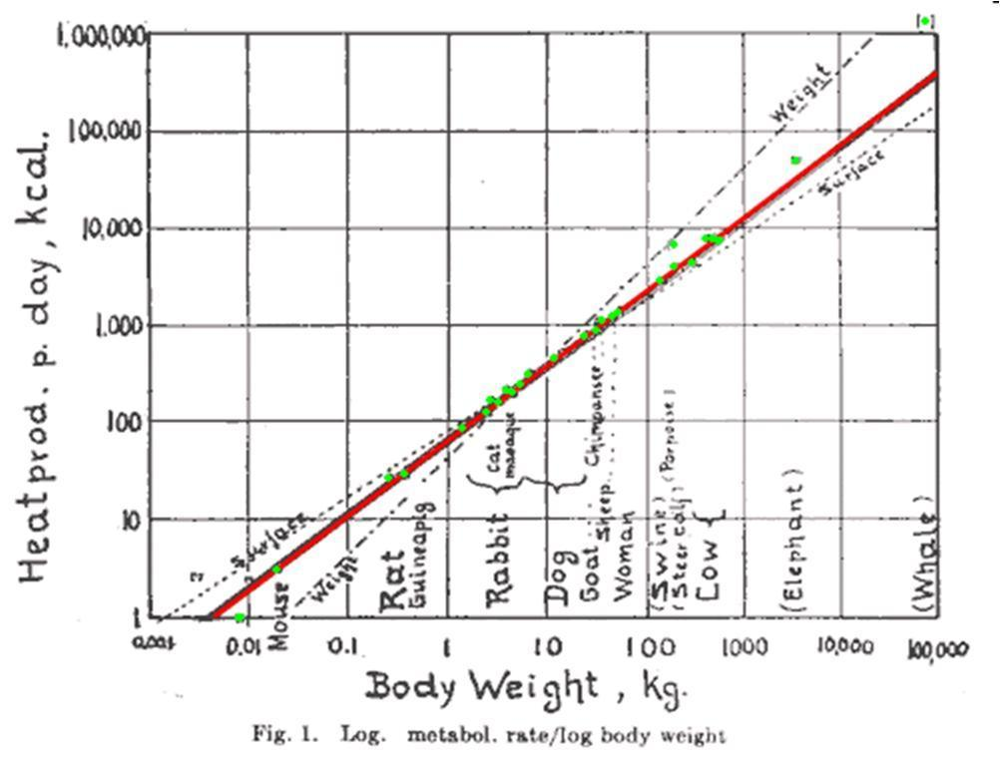 1,000,000
100,000
10,000
1.000
100
10
1
Heatprod. p. day, kcal.
Weight
Surface
Surface
Weight
Mouse
Rat
Guineapig
Rabbit
Cat
macaque
Dog
Goat
Sheep
Chimpansee
Woman
(Swine)
(Steer calf)
(Porpoise)
Cow
(Elephant)
(Whale)
0.001 0.01 0.1 1 10 100 1000 10,000 100,000
Body Weight, kg.
Fig. 1. Log. metabol. rate/log body weight